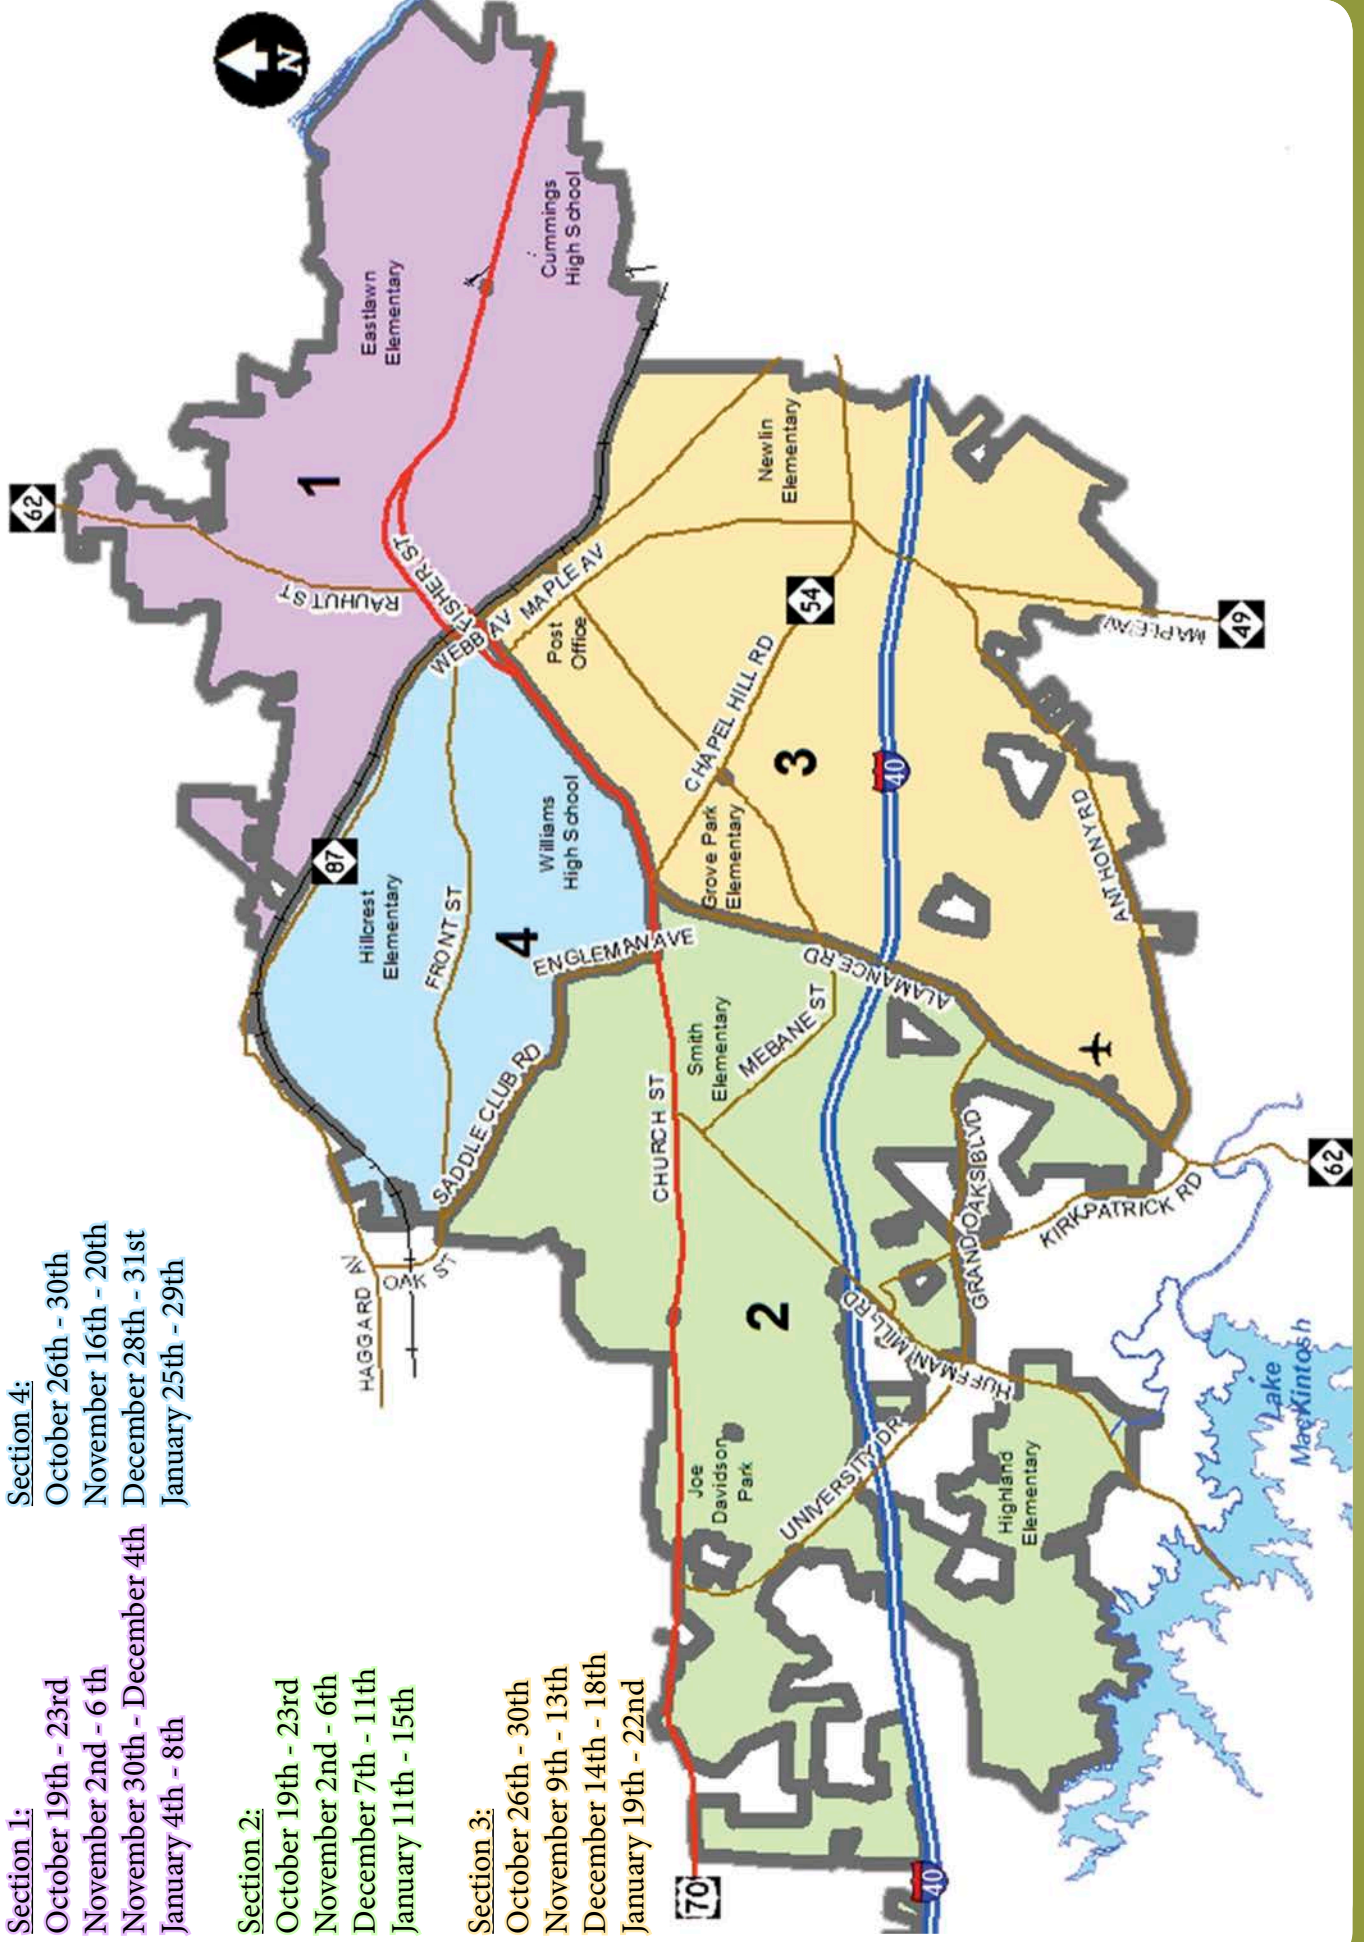 Section 1:
October 19th - 23rd
November 2nd - 6 th
November 30th - December 4th
January 4th - 8th
Section 4:
October 26th - 30th
November 16th - 20th
December 28th - 31st
January 25th - 29th
Section 2:
October 19th - 23rd
November 2nd - 6th
December 7th - 11th
January 11th - 15th
Section 3:
October 26th - 30th
November 9th - 13th
December 14th - 18th
January 19th - 22nd
N
62
RAUHUT ST
1
Eastlawn
Elementary
Cummings
High School
FISHER ST
WEBB AV
MAPLE AV
87
Hillcrest
Elementary
FRONT ST
4
Williams
High School
ENGLEMAN AVE
SADDLE CLUB RD
HAGGARD AV
OAK ST
Post
Office
Newlin
Elementary
54
CHAPEL HILL RD
3
Grove Park
Elementary
40
MAPLE AV
49
ANTHONY RD
ALAMANCE RD
CHURCH ST
Smith
Elementary
MEBANE ST
2
Joe
Davidson
Park
UNIVERSITY DR
HUFFMAN MILL RD
GRAND OAKS BLVD
KIRKPATRICK RD
62
Highland
Elementary
Lake
MacKintosh
70
40